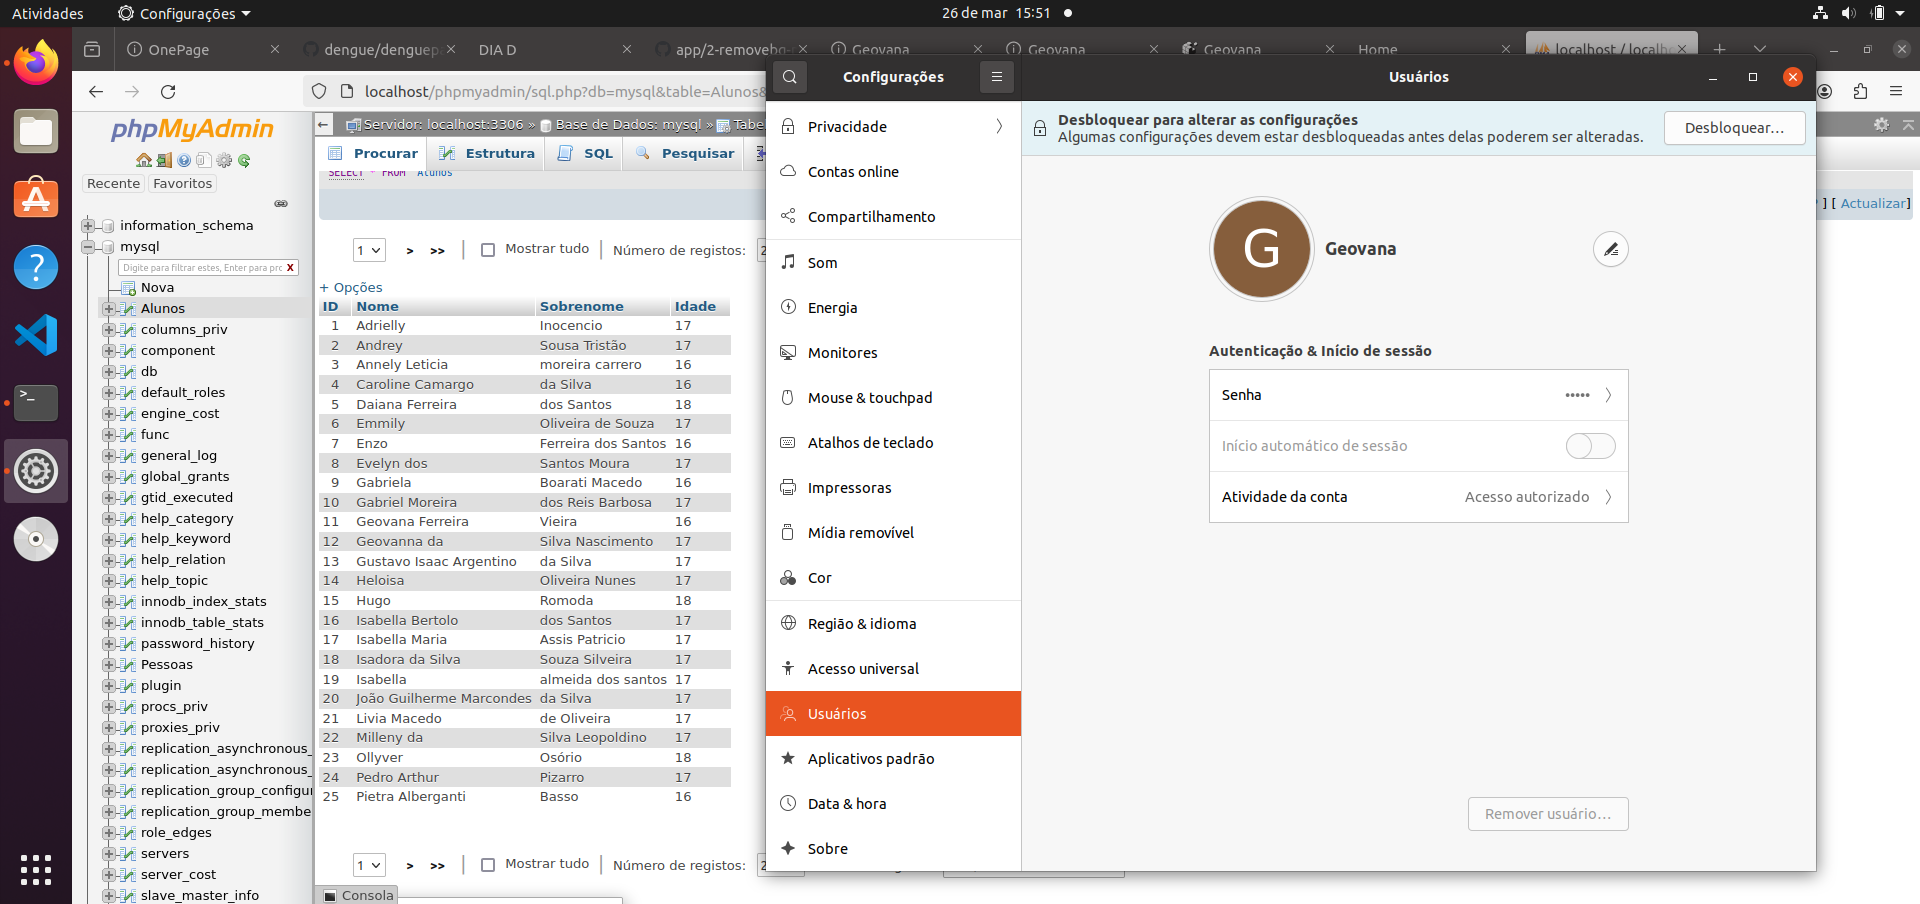 Atividades
Configurações
26 de mar 15:51
OnePage
dengue/denguepa
DIA D
app/2-removebg-
Geovana
Geovana
Geovana
Home
localhost / localho
localhost/phpmyadmin/sql.php?db=mysql&table=Alunos&
phpMyAdmin
Recente
Favoritos
information_schema
mysql
Digite para filtrar estes, Enter para pro
X
Nova
Alunos
columns_priv
component
db
default_roles
engine_cost
func
general_log
global_grants
gtid_executed
help_category
help_keyword
help_relation
help_topic
innodb_index_stats
innodb_table_stats
password_history
Pessoas
plugin
procs_priv
proxies_priv
replication_asynchronous_
replication_asynchronous_
replication_group_configur
replication_group_membe
role_edges
servers
server_cost
slave_master_info
Servidor: localhost:3306 » Base de Dados: mysql » Tabe
Procurar
Estrutura
SQL
Pesquisar
SELECT * FROM `Alunos`
] [ Actualizar]
1 > >> | Mostrar tudo | Número de registos: 2
+ Opções
ID Nome Sobrenome Idade
1 Adrielly Inocencio 17
2 Andrey Sousa Tristão 17
3 Annely Leticia moreira carrero 16
4 Caroline Camargo da Silva 16
5 Daiana Ferreira dos Santos 18
6 Emmily Oliveira de Souza 17
7 Enzo Ferreira dos Santos 16
8 Evelyn dos Santos Moura 17
9 Gabriela Boarati Macedo 16
10 Gabriel Moreira dos Reis Barbosa 17
11 Geovana Ferreira Vieira 16
12 Geovanna da Silva Nascimento 17
13 Gustavo Isaac Argentino da Silva 17
14 Heloisa Oliveira Nunes 17
15 Hugo Romoda 18
16 Isabella Bertolo dos Santos 17
17 Isabella Maria Assis Patricio 17
18 Isadora da Silva Souza Silveira 17
19 Isabella almeida dos santos 17
20 João Guilherme Marcondes da Silva 17
21 Livia Macedo de Oliveira 17
22 Milleny da Silva Leopoldino 17
23 Ollyver Osório 18
24 Pedro Arthur Pizarro 17
25 Pietra Alberganti Basso 16
1 > >> | Mostrar tudo | Número de registos: 2
Consola
Configurações
Privacidade
Contas online
Compartilhamento
Som
Energia
Monitores
Mouse & touchpad
Atalhos de teclado
Impressoras
Mídia removível
Cor
Região & idioma
Acesso universal
Usuários
Aplicativos padrão
Data & hora
Sobre
Usuários
Desbloquear para alterar as configurações
Algumas configurações devem estar desbloqueadas antes delas poderem ser alteradas.
Desbloquear…
G
Geovana
Autenticação & Início de sessão
Senha •••••
Início automático de sessão
Atividade da conta Acesso autorizado
Remover usuário…